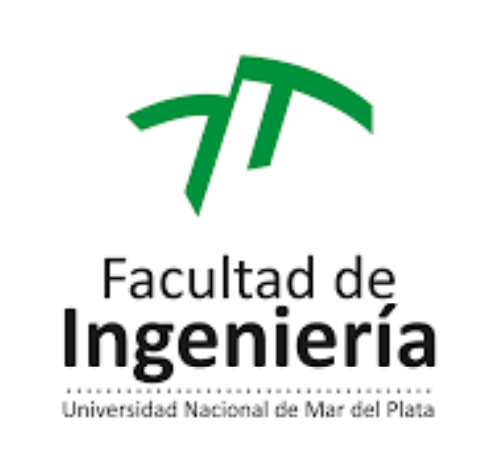 Facultad de
Ingeniería
Universidad Nacional de Mar del Plata